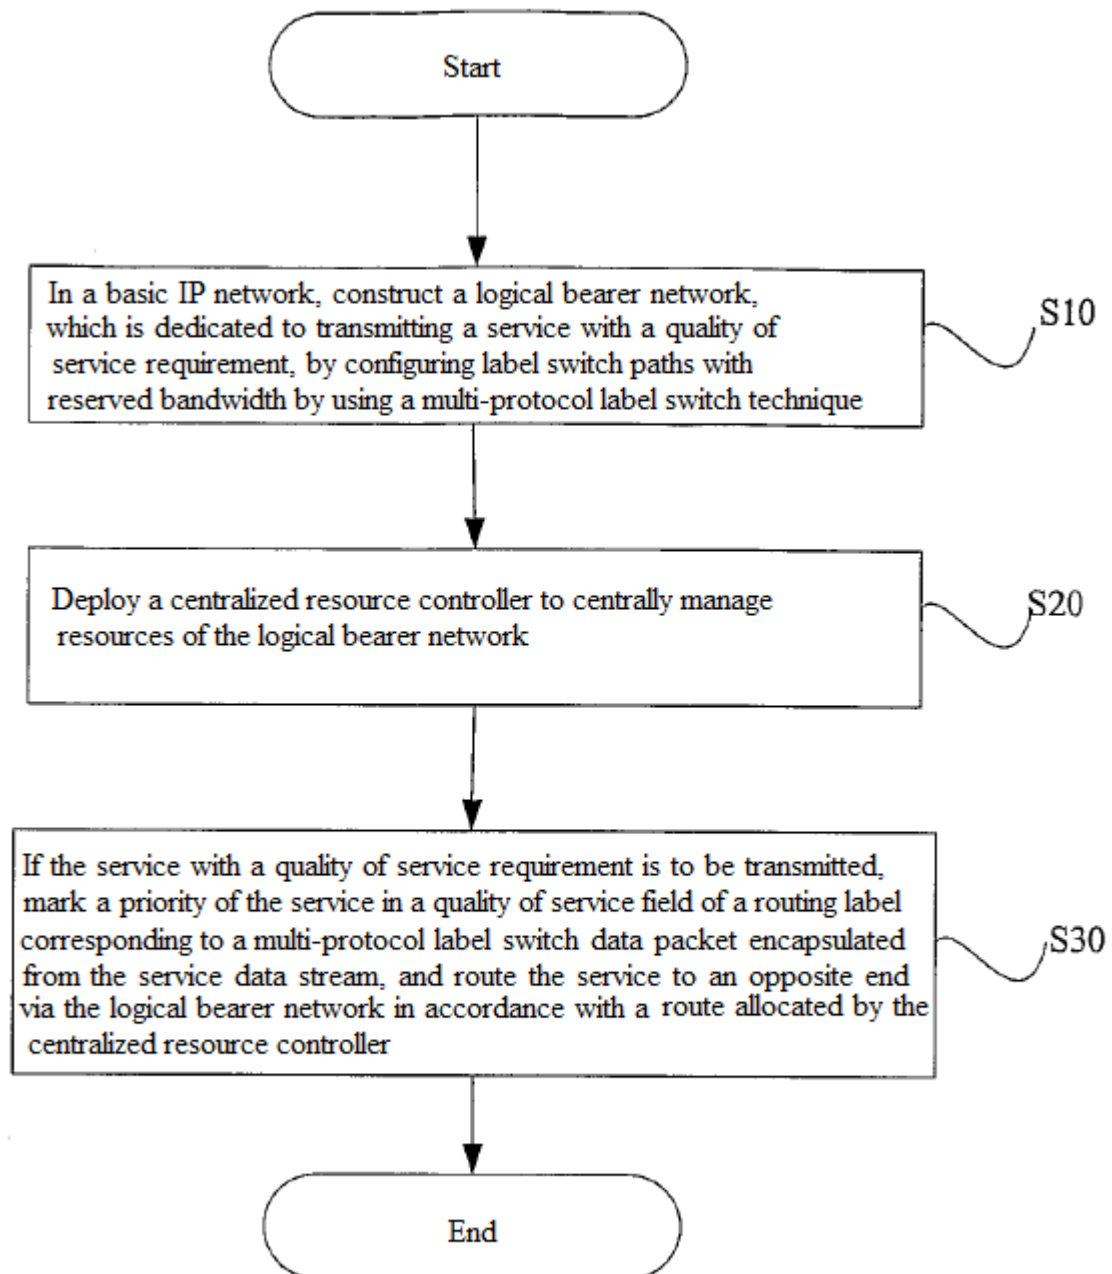 Start
In a basic IP network, construct a logical bearer network,
which is dedicated to transmitting a service with a quality of
service requirement, by configuring label switch paths with
reserved bandwidth by using a multi-protocol label switch technique
S10
Deploy a centralized resource controller to centrally manage
resources of the logical bearer network
S20
If the service with a quality of service requirement is to be transmitted,
mark a priority of the service in a quality of service field of a routing label
corresponding to a multi-protocol label switch data packet encapsulated
from the service data stream, and route the service to an opposite end
via the logical bearer network in accordance with a route allocated by the
centralized resource controller
S30
End